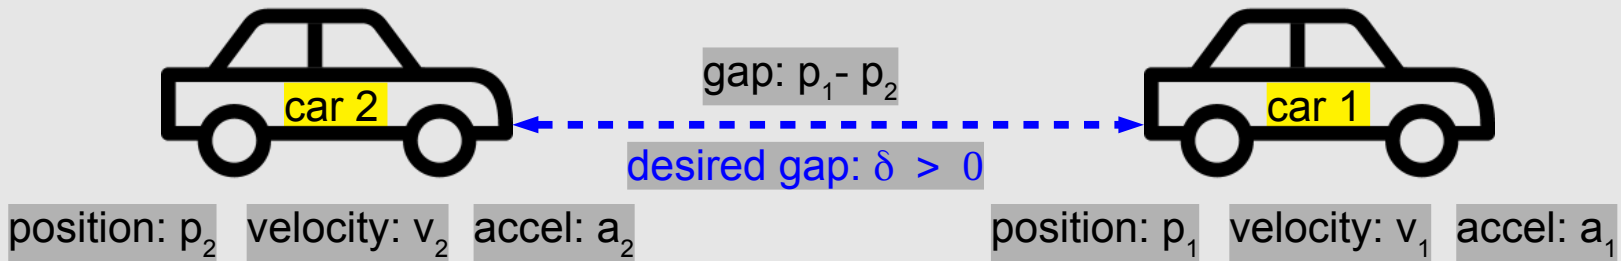 car 2
gap: p₁- p₂
car 1
desired gap: δ > 0
position: p₂ velocity: v₂ accel: a₂
position: p₁ velocity: v₁ accel: a₁